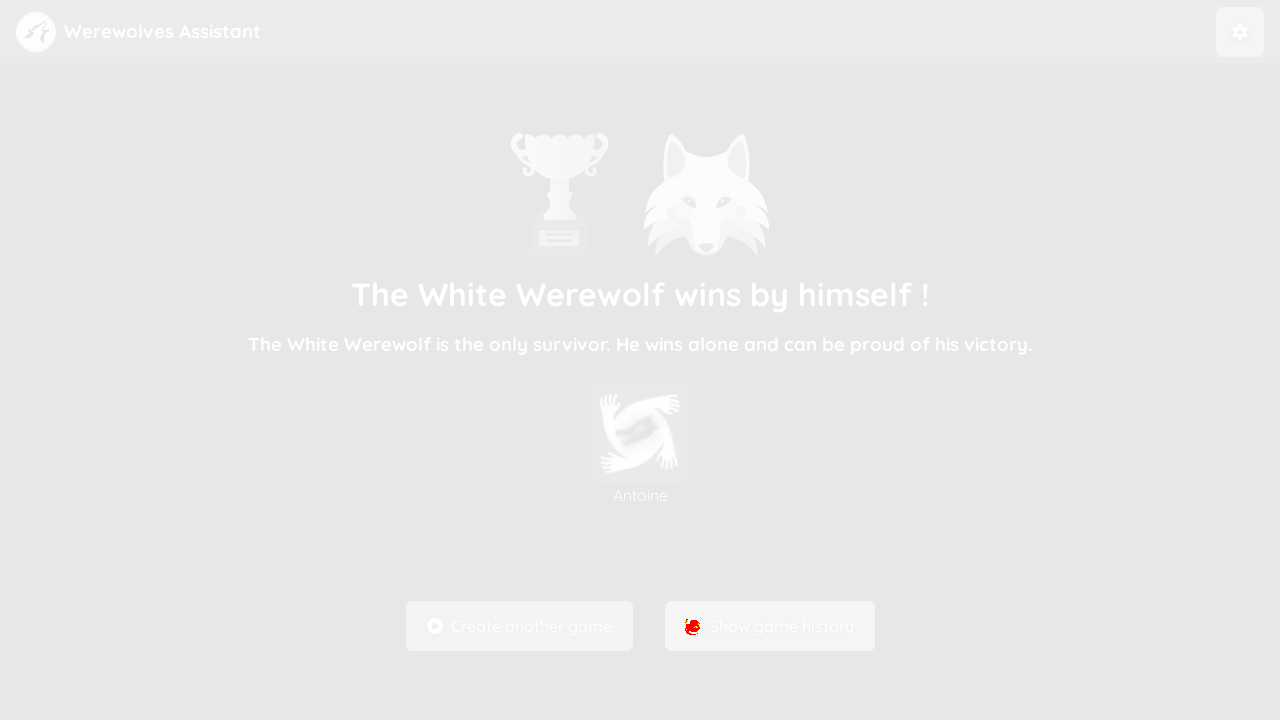 Werewolves Assistant
The White Werewolf wins by himself !
The White Werewolf is the only survivor. He wins alone and can be proud of his victory.
Antoine
Create another game
Show game history